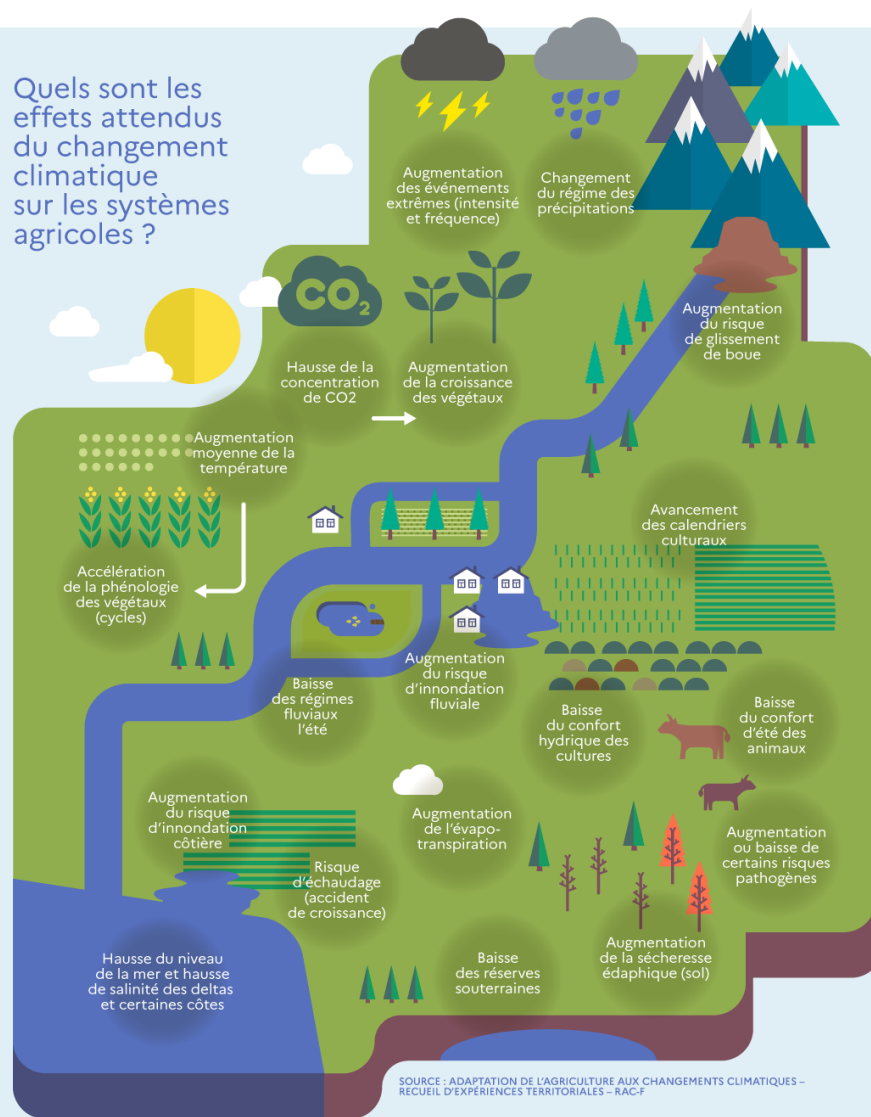 Quels sont les
effets attendus
du changement
climatique
sur les systèmes
agricoles ?
Augmentation
des événements
extrêmes (intensité
et fréquence)
Changement
du régime des
précipitations
Augmentation
du risque
de glissement
de boue
CO2
Hausse de la
concentration
de CO2
Augmentation
de la croissance
des végétaux
Augmentation
moyenne de la
température
Accélération
de la phénologie
des végétaux
(cycles)
Avancement
des calendriers
culturaux
Baisse
des régimes
fluviaux
l'été
Augmentation
du risque
d'innondation
fluviale
Baisse
du confort
hydrique des
cultures
Baisse
du confort
d'été des
animaux
Augmentation
du risque
d'innondation
côtière
Risque
d'échaudage
(accident
de croissance)
Augmentation
de l'évapo-
transpiration
Augmentation
ou baisse de
certains risques
pathogènes
Hausse du niveau
de la mer et hausse
de salinité des deltas
et certaines côtes
Baisse
des réserves
souterraines
Augmentation
de la sécheresse
édaphique (sol)
SOURCE : ADAPTATION DE L'AGRICULTURE AUX CHANGEMENTS CLIMATIQUES –
RECUEIL D'EXPÉRIENCES TERRITORIALES – RAC-F